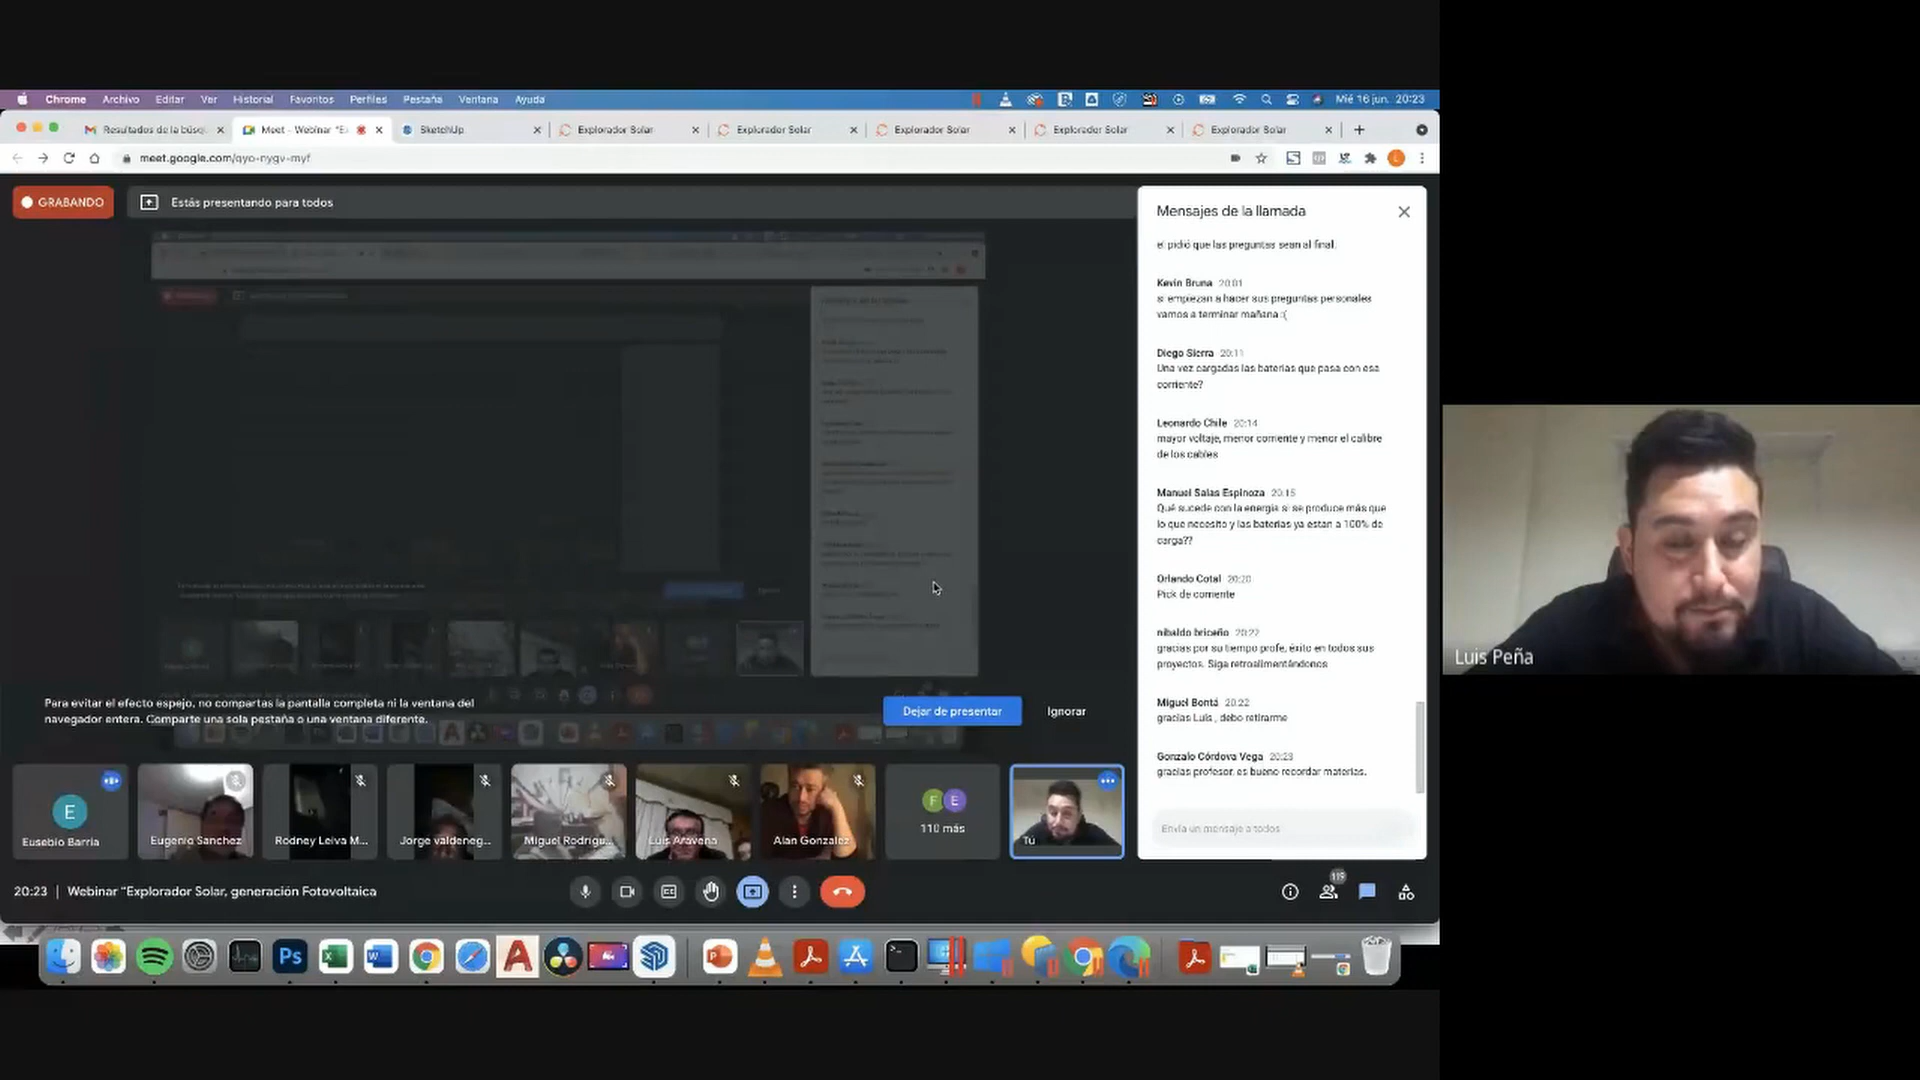 Chrome Archivo Editar Ver Historial Favoritos Perfiles Pestaña Ventana Ayuda
Mié 16 jun. 20:23
Resultados de la búsq
Meet - Webinar "Ex
SketchUp
Explorador Solar
Explorador Solar
Explorador Solar
Explorador Solar
Explorador Solar
meet.google.com/qyo-nygv-myf
GRABANDO
Estás presentando para todos
Mensajes de la llamada
el pidió que las preguntas sean al final.
Kevin Bruna 20:01
si empiezan a hacer sus preguntas personales
vamos a terminar mañana :(
Diego Sierra 20:11
Una vez cargadas las baterias que pasa con esa
corriente?
Leonardo Chile 20:14
mayor voltaje, menor corriente y menor el calibre
de los cables
Manuel Salas Espinoza 20:15
Qué sucede con la energia si se produce más que
lo que necesito y las baterias ya estan a 100% de
carga??
Orlando Cotal 20:20
Pick de corriente
nibaldo briceño 20:22
gracias por su tiempo profe, éxito en todos sus
proyectos. Siga retroalimentándonos
Miguel Bontá 20:22
gracias Luis , debo retirarme
Gonzalo Córdova Vega 20:23
gracias profesor, es bueno recordar materias.
Envía un mensaje a todos
Para evitar el efecto espejo, no compartas la pantalla completa ni la ventana del
navegador entera. Comparte una sola pestaña o una ventana diferente.
Dejar de presentar
Ignorar
E
Eusebio Barria
Eugenio Sanchez
Rodney Leiva M...
Jorge valdeneg...
Miguel Rodrígu...
Luis Aravena
Alan Gonzalez
F E
110 más
Tú
20:23 | Webinar "Explorador Solar, generación Fotovoltaica
119
Ps
Luis Peña